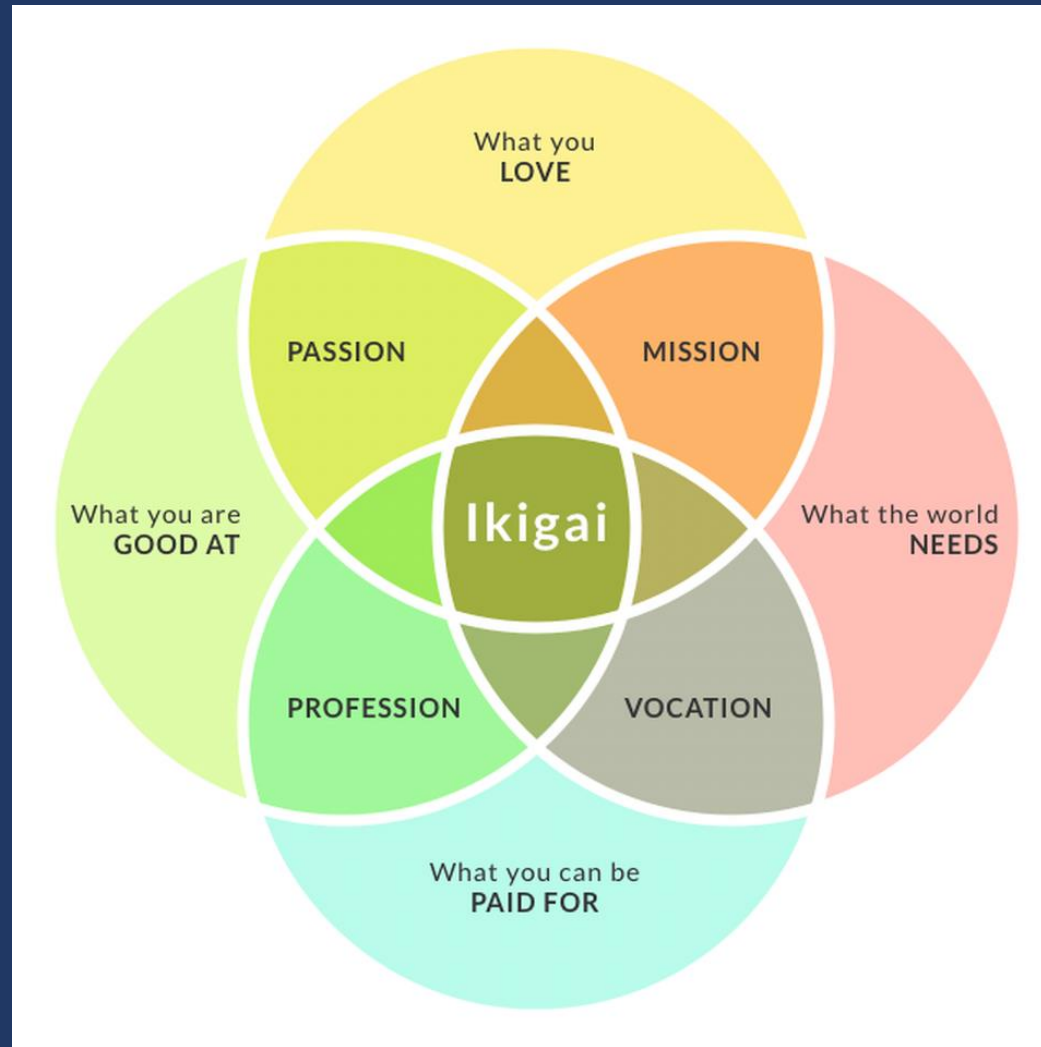 What you
LOVE
PASSION
MISSION
What you are
GOOD AT
Ikigai
What the world
NEEDS
PROFESSION
VOCATION
What you can be
PAID FOR